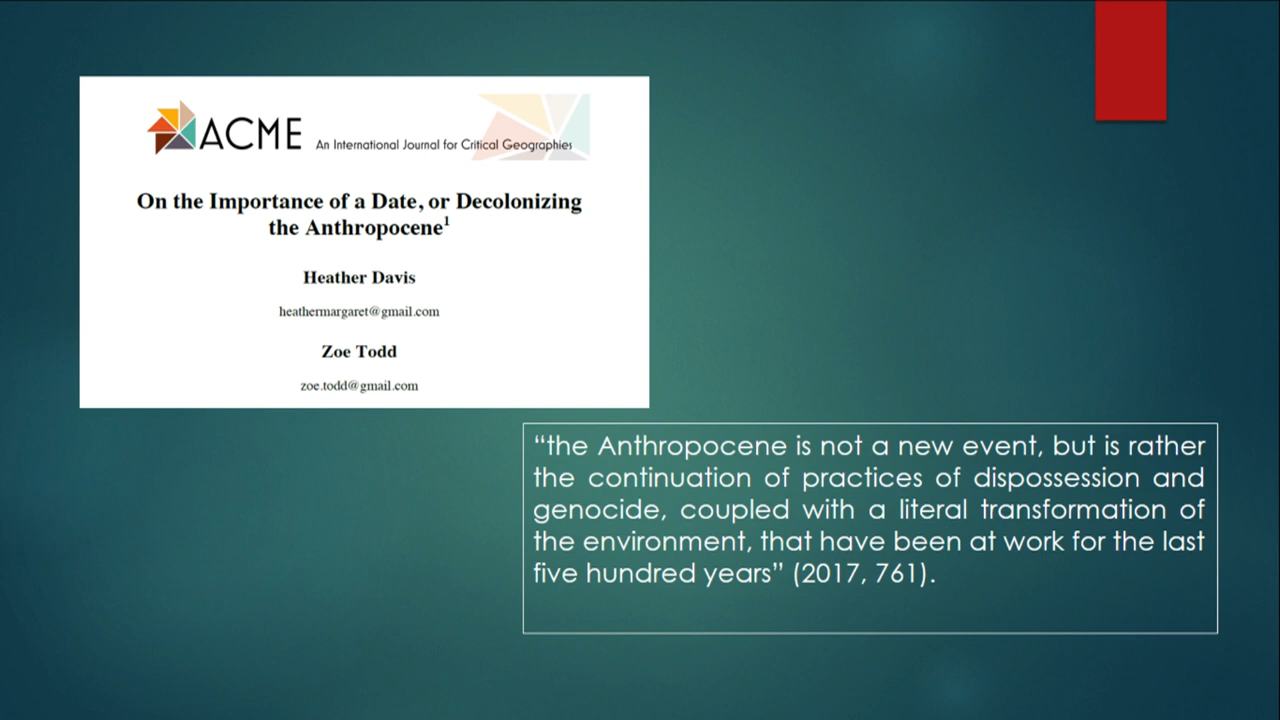 ACME An International Journal for Critical Geographies
On the Importance of a Date, or Decolonizing
the Anthropocene¹
Heather Davis
heathermargaret@gmail.com
Zoe Todd
zoe.todd@gmail.com
“the Anthropocene is not a new event, but is rather
the continuation of practices of dispossession and
genocide, coupled with a literal transformation of
the environment, that have been at work for the last
five hundred years” (2017, 761).